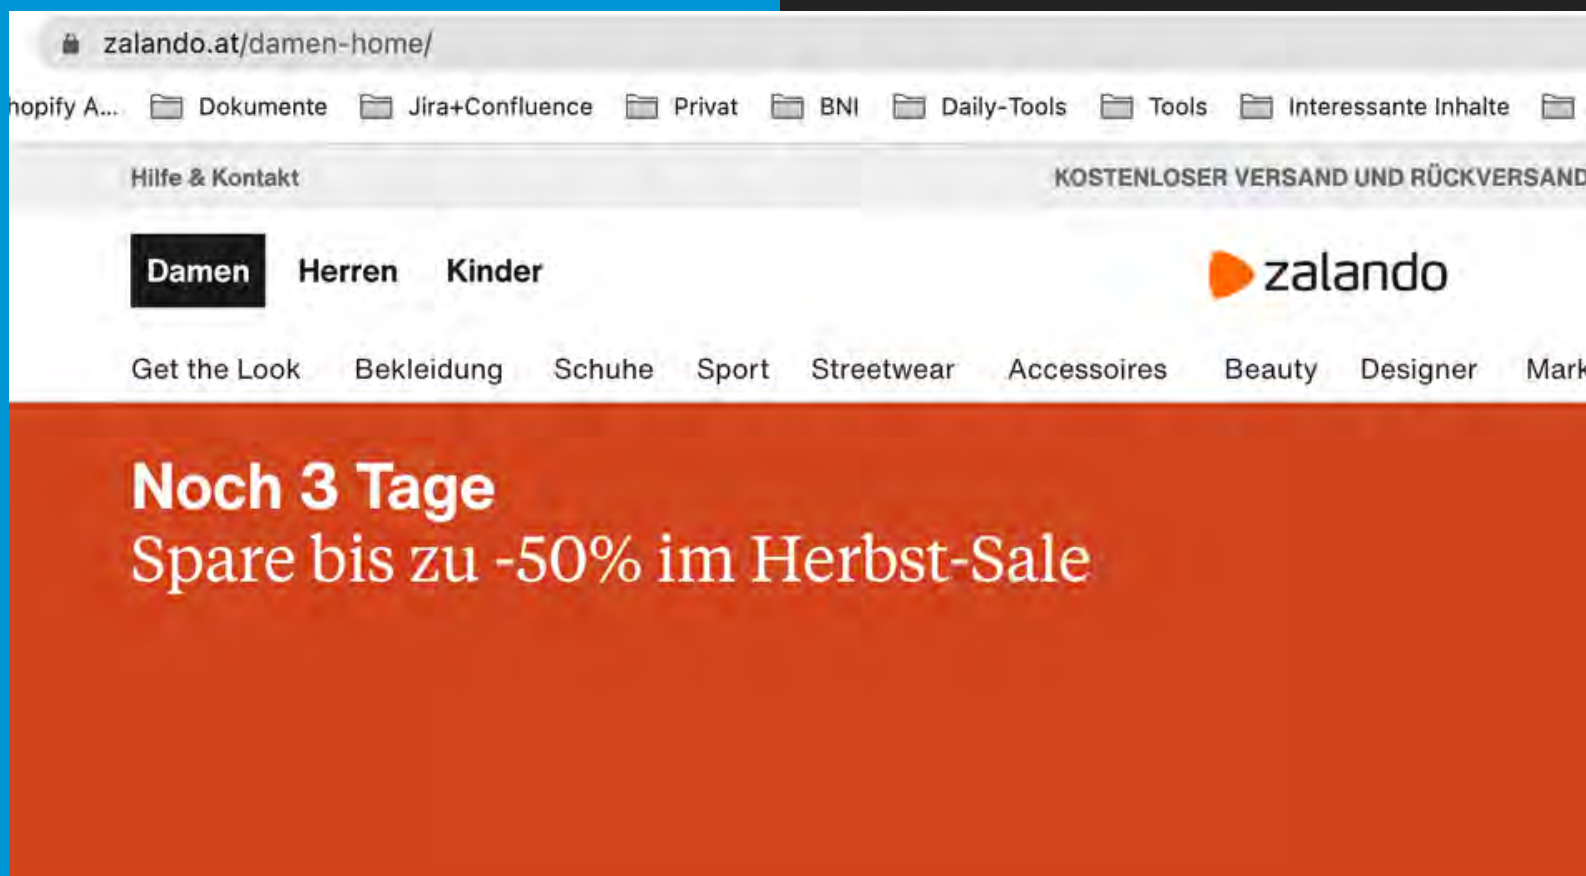 zalando.at/damen-home/
hopify A... Dokumente Jira+Confluence Privat BNI Daily-Tools Tools Interessante Inhalte
Hilfe & Kontakt KOSTENLOSER VERSAND UND RÜCKVERSAND
Damen Herren Kinder zalando
Get the Look Bekleidung Schuhe Sport Streetwear Accessoires Beauty Designer Mark
Noch 3 Tage
Spare bis zu -50% im Herbst-Sale